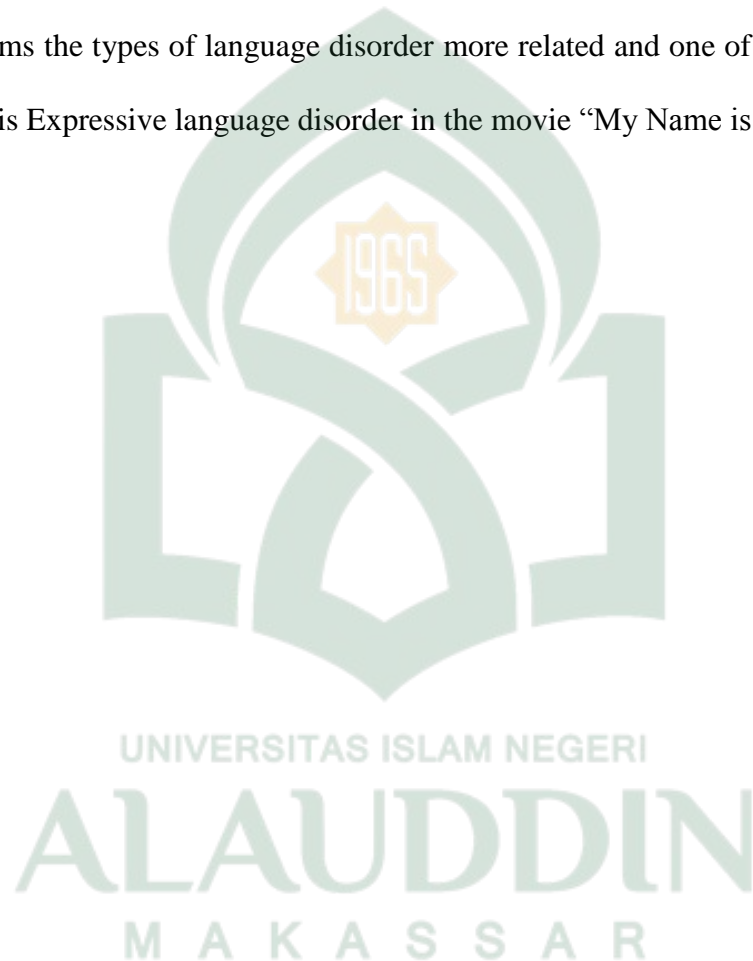 ms the types of language disorder more related and one of
is Expressive language disorder in the movie “My Name is
1965
UNIVERSITAS ISLAM NEGERI
ALAUDDIN
MAKASSAR